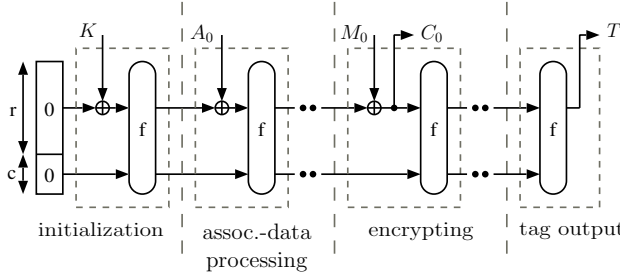 K A₀ M₀ C₀ T
r 0 f f f f
c 0
initialization assoc.-data encrypting tag output
processing